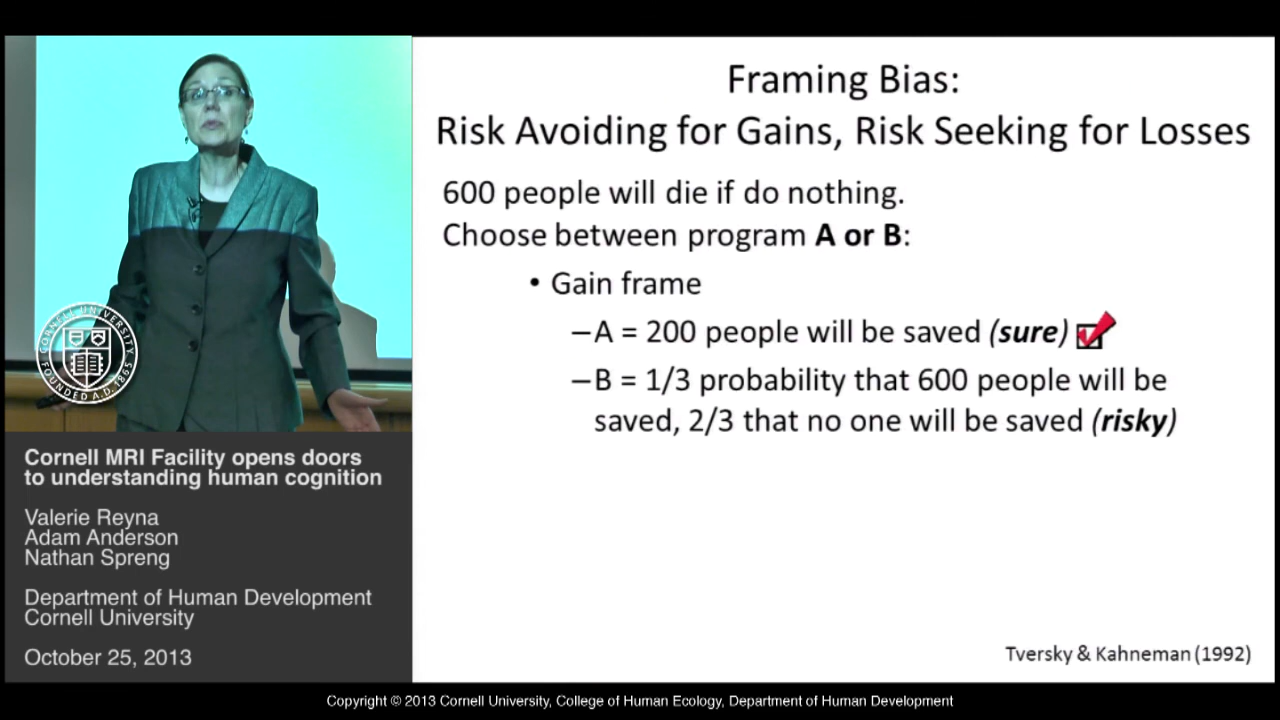 Framing Bias:
Risk Avoiding for Gains, Risk Seeking for Losses
600 people will die if do nothing.
Choose between program A or B:
• Gain frame
–A = 200 people will be saved (sure)
–B = 1/3 probability that 600 people will be
saved, 2/3 that no one will be saved (risky)
Tversky & Kahneman (1992)
CORNELL UNIVERSITY
FOUNDED A.D. 1865
Cornell MRI Facility opens doors
to understanding human cognition
Valerie Reyna
Adam Anderson
Nathan Spreng
Department of Human Development
Cornell University
October 25, 2013
Copyright © 2013 Cornell University, College of Human Ecology, Department of Human Development